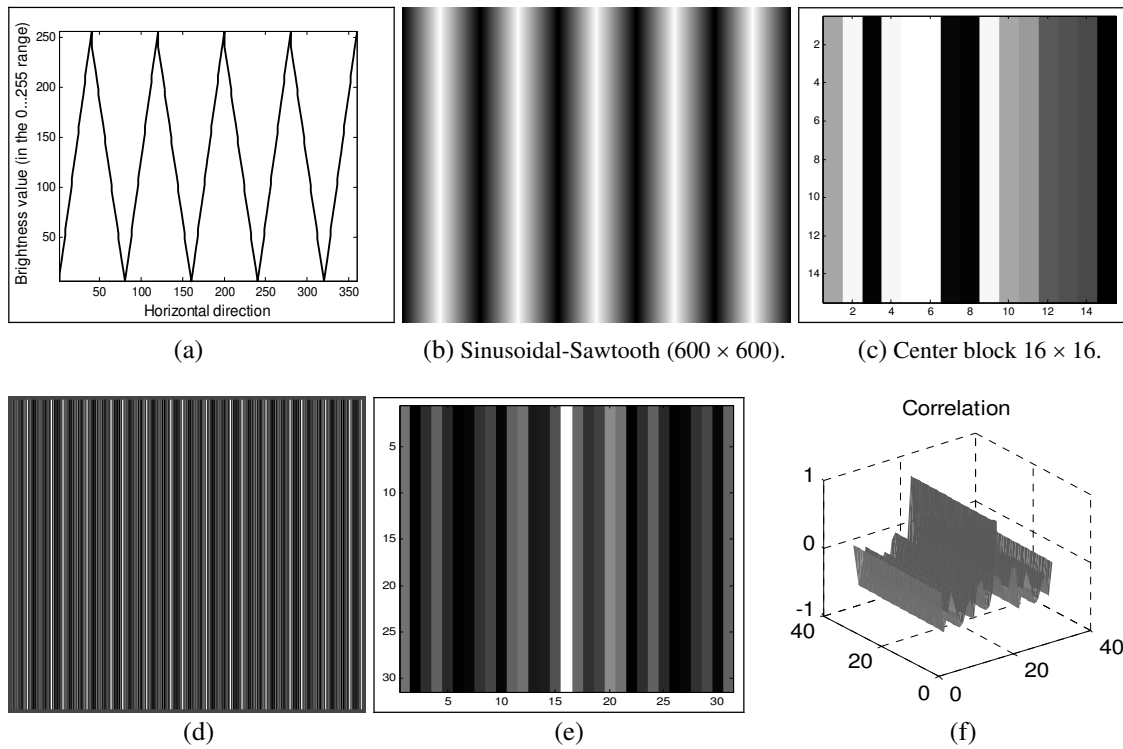 250
200
150
100
50
Brightness value (in the 0...255 range)
50 100 150 200 250 300 350
Horizontal direction
(a)
(b) Sinusoidal-Sawtooth (600 × 600).
2
4
6
8
10
12
14
2 4 6 8 10 12 14
(c) Center block 16 × 16.
(d)
5
10
15
20
25
30
5 10 15 20 25 30
(e)
Correlation
1
0
-1
40
20
0
0
20
40
(f)